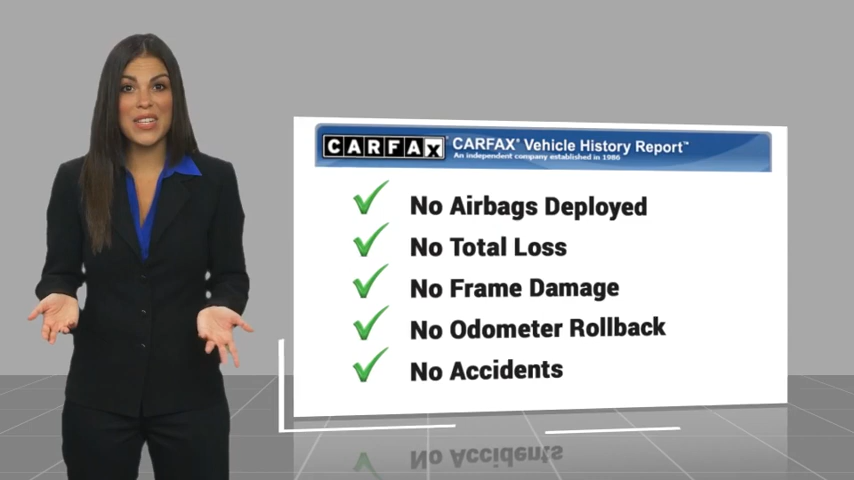 CARFAX CARFAX® Vehicle History Report™
An independent company established in 1986
No Airbags Deployed
No Total Loss
No Frame Damage
No Odometer Rollback
No Accidents
No Accidents